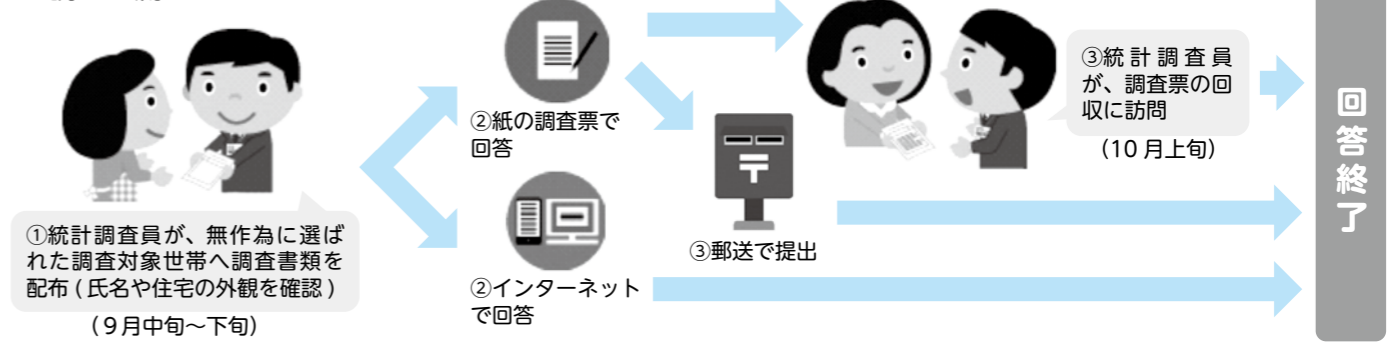 ①統計調査員が、無作為に選ば
れた調査対象世帯へ調査書類を
配布(氏名や住宅の外観を確認)
(9月中旬～下旬)
②紙の調査票で
回答
②インターネット
で回答
③郵送で提出
③統計調査員
が、調査票の回
収に訪問
(10月上旬)
回答終了